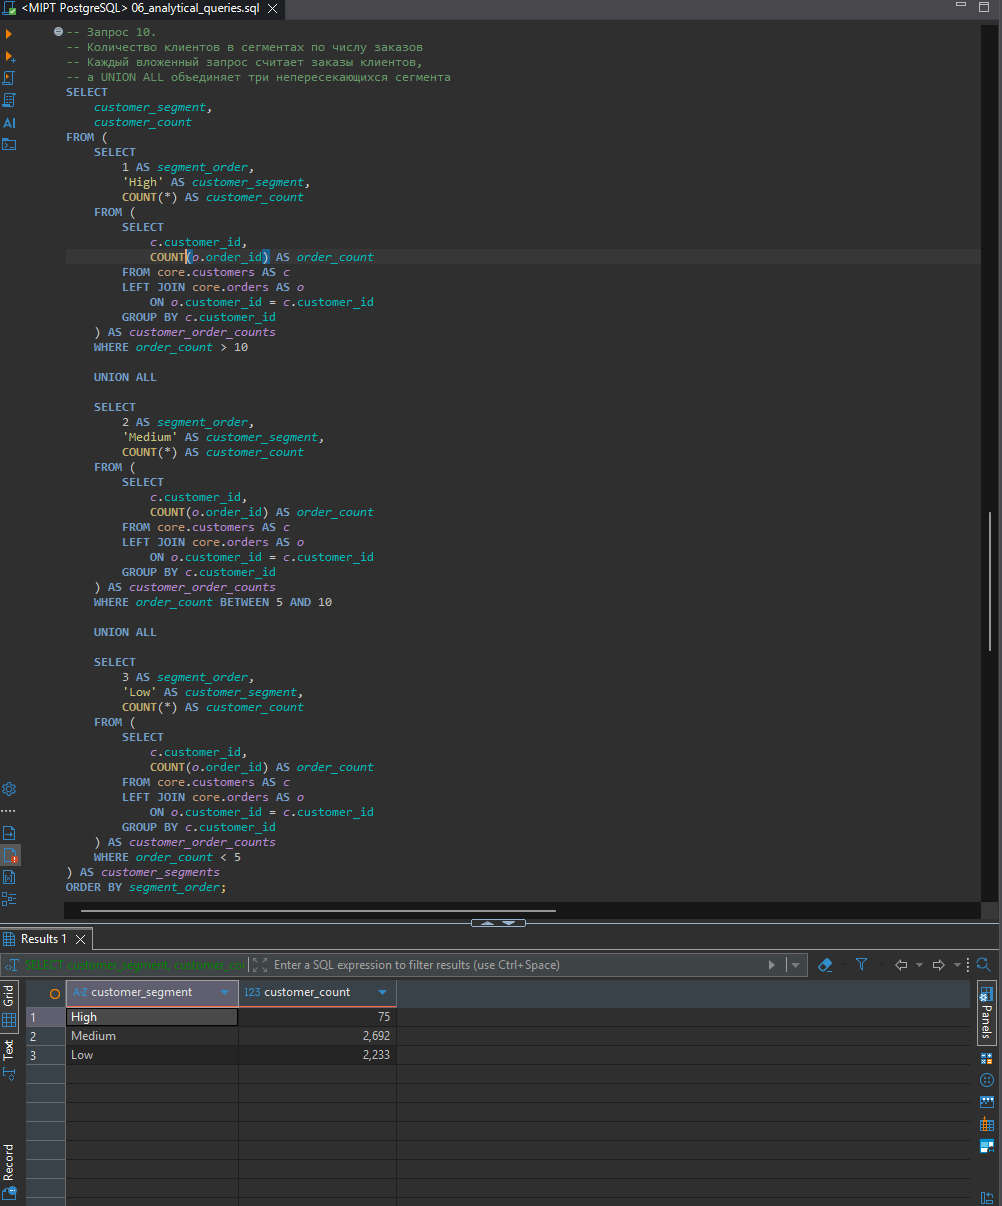 <MIPT PostgreSQL> 06_analytical_queries.sql
-- Запрос 10.
-- Количество клиентов в сегментах по числу заказов
-- Каждый вложенный запрос считает заказы клиентов,
-- а UNION ALL объединяет три непересекающихся сегмента
SELECT
    customer_segment,
    customer_count
FROM (
    SELECT
        1 AS segment_order,
        'High' AS customer_segment,
        COUNT(*) AS customer_count
    FROM (
        SELECT
            c.customer_id,
            COUNT(o.order_id) AS order_count
        FROM core.customers AS c
        LEFT JOIN core.orders AS o
            ON o.customer_id = c.customer_id
        GROUP BY c.customer_id
    ) AS customer_order_counts
    WHERE order_count > 10
    UNION ALL
    SELECT
        2 AS segment_order,
        'Medium' AS customer_segment,
        COUNT(*) AS customer_count
    FROM (
        SELECT
            c.customer_id,
            COUNT(o.order_id) AS order_count
        FROM core.customers AS c
        LEFT JOIN core.orders AS o
            ON o.customer_id = c.customer_id
        GROUP BY c.customer_id
    ) AS customer_order_counts
    WHERE order_count BETWEEN 5 AND 10
    UNION ALL
    SELECT
        3 AS segment_order,
        'Low' AS customer_segment,
        COUNT(*) AS customer_count
    FROM (
        SELECT
            c.customer_id,
            COUNT(o.order_id) AS order_count
        FROM core.customers AS c
        LEFT JOIN core.orders AS o
            ON o.customer_id = c.customer_id
        GROUP BY c.customer_id
    ) AS customer_order_counts
    WHERE order_count < 5
) AS customer_segments
ORDER BY segment_order;
AI
Results 1
SELECT customer_segment, Enter a SQL expression to filter results (use Ctrl+Space)
Grid
Text
Record
Panels
A-Z customer_segment 123 customer_count
1 High 75
2 Medium 2,692
3 Low 2,233